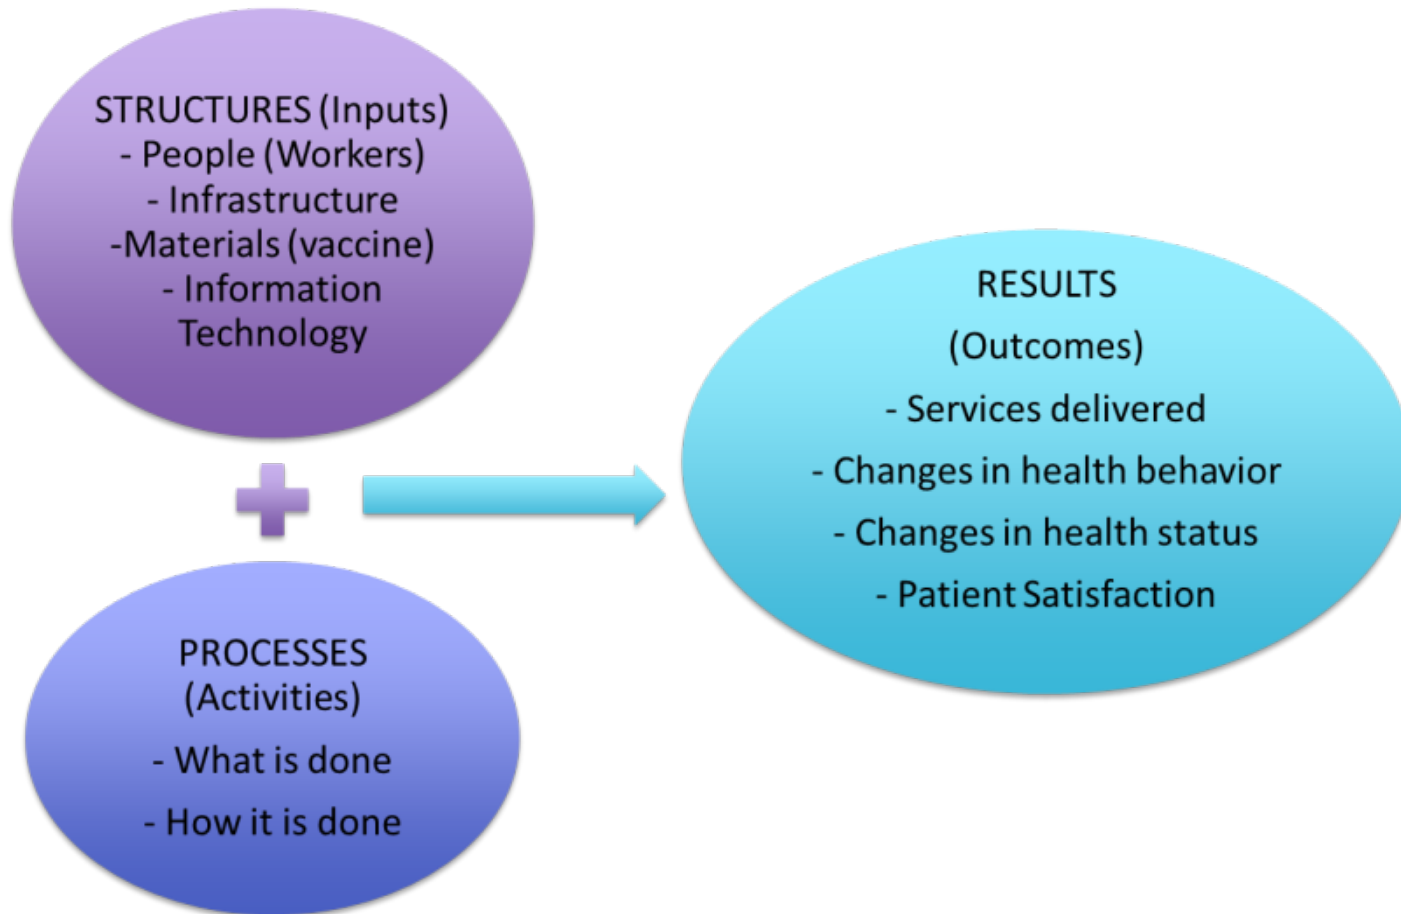 STRUCTURES (Inputs)
- People (Workers)
- Infrastructure
-Materials (vaccine)
- Information
Technology
PROCESSES
(Activities)
- What is done
- How it is done
RESULTS
(Outcomes)
- Services delivered
- Changes in health behavior
- Changes in health status
- Patient Satisfaction